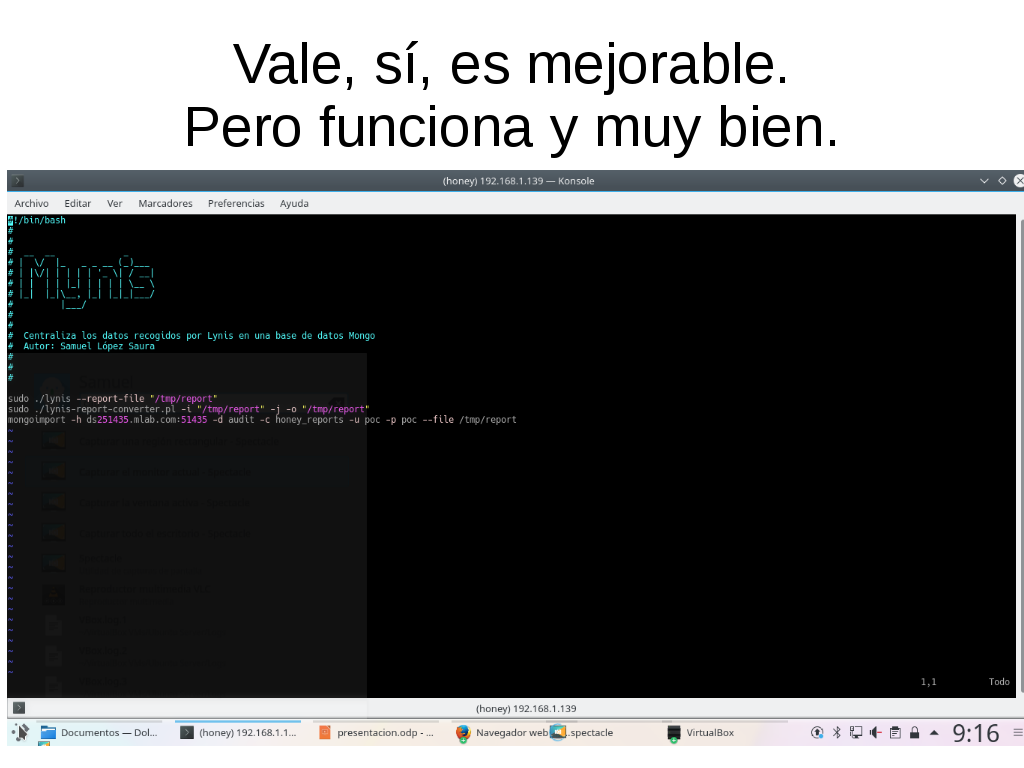 Vale, sí, es mejorable.
Pero funciona y muy bien.
(honey) 192.168.1.139 — Konsole
Archivo Editar Ver Marcadores Preferencias Ayuda
#!/bin/bash
#
#
#
#
#
#
#
#
#
#
# Centraliza los datos recogidos por Lynis en una base de datos Mongo
# Autor: Samuel López Saura
#
#
#
sudo ./lynis --report-file "/tmp/report"
sudo ./lynis-report-converter.pl -i "/tmp/report" -j -o "/tmp/report"
mongoimport -h ds251435.mlab.com:51435 -d audit -c honey_reports -u poc -p poc --file /tmp/report
1,1 Todo
(honey) 192.168.1.139
Documentos — Dol... (honey) 192.168.1.1... presentacion.odp - ... Navegador web ...spectacle VirtualBox 9:16